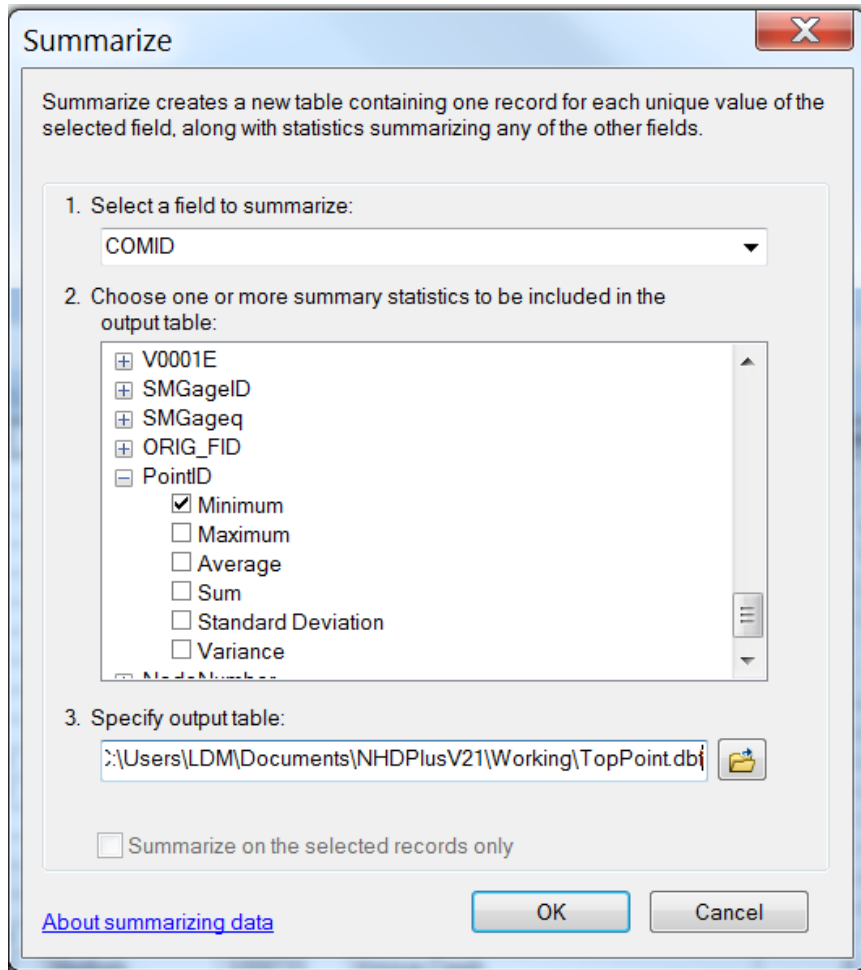 Summarize
Summarize creates a new table containing one record for each unique value of the
selected field, along with statistics summarizing any of the other fields.
1. Select a field to summarize:
COMID
2. Choose one or more summary statistics to be included in the
output table:
V0001E
SMGageID
SMGageq
ORIG_FID
PointID
Minimum
Maximum
Average
Sum
Standard Deviation
Variance
3. Specify output table:
:\Users\LDM\Documents\NHDPlusV21\Working\TopPoint.dbf
Summarize on the selected records only
About summarizing data
OK
Cancel